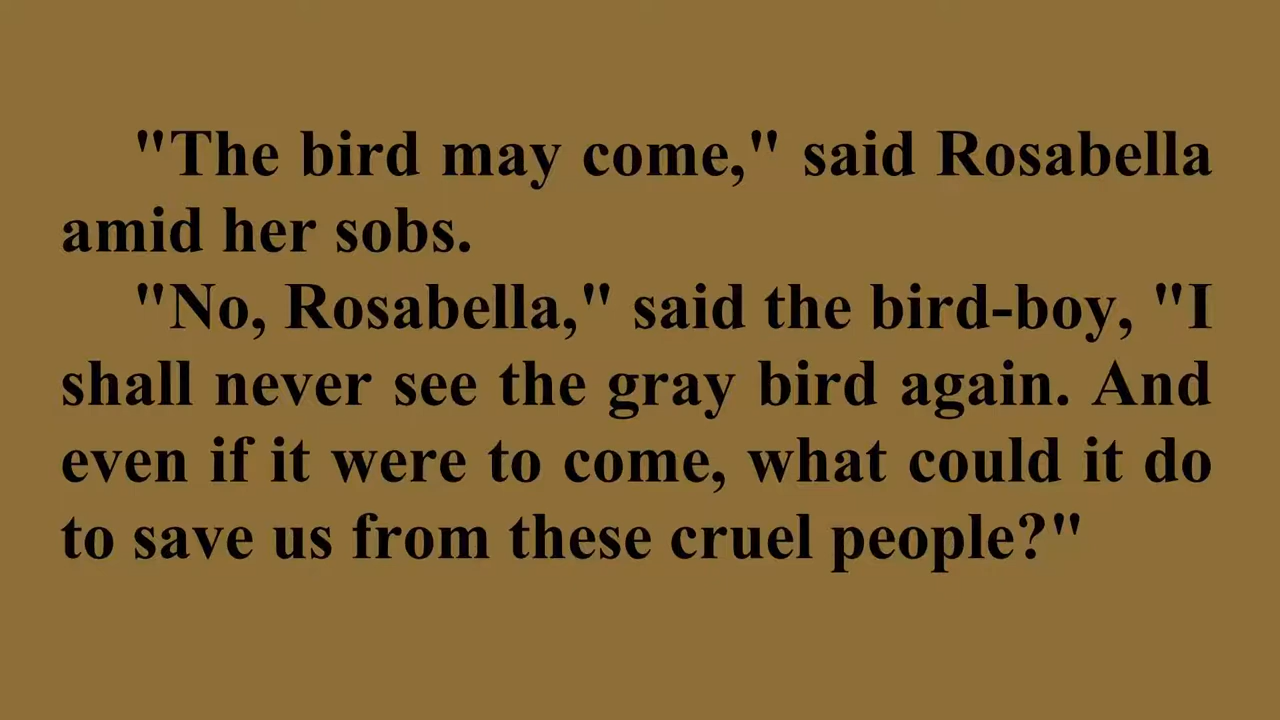 "The bird may come," said Rosabella
amid her sobs.
"No, Rosabella," said the bird-boy, "I
shall never see the gray bird again. And
even if it were to come, what could it do
to save us from these cruel people?"